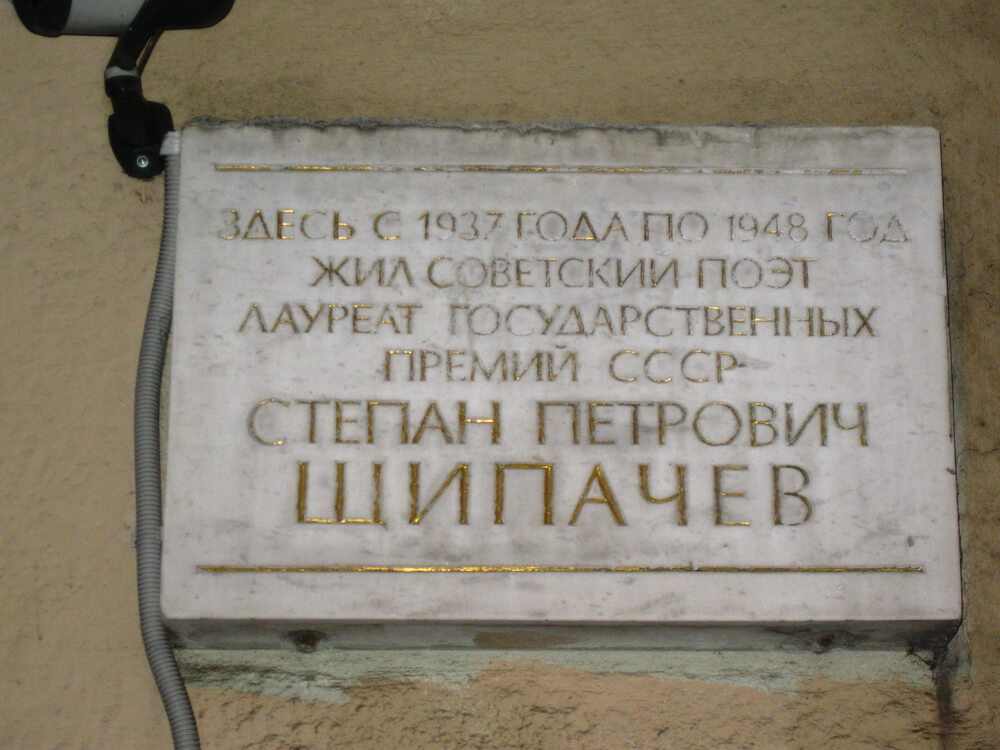 ЗДЕСЬ С 1937 ГОДА ПО 1948 ГОД
ЖИЛ СОВЕТСКИЙ ПОЭТ
ЛАУРЕАТ ГОСУДАРСТВЕННЫХ
ПРЕМИЙ СССР
СТЕПАН ПЕТРОВИЧ
ЩИПАЧЕВ